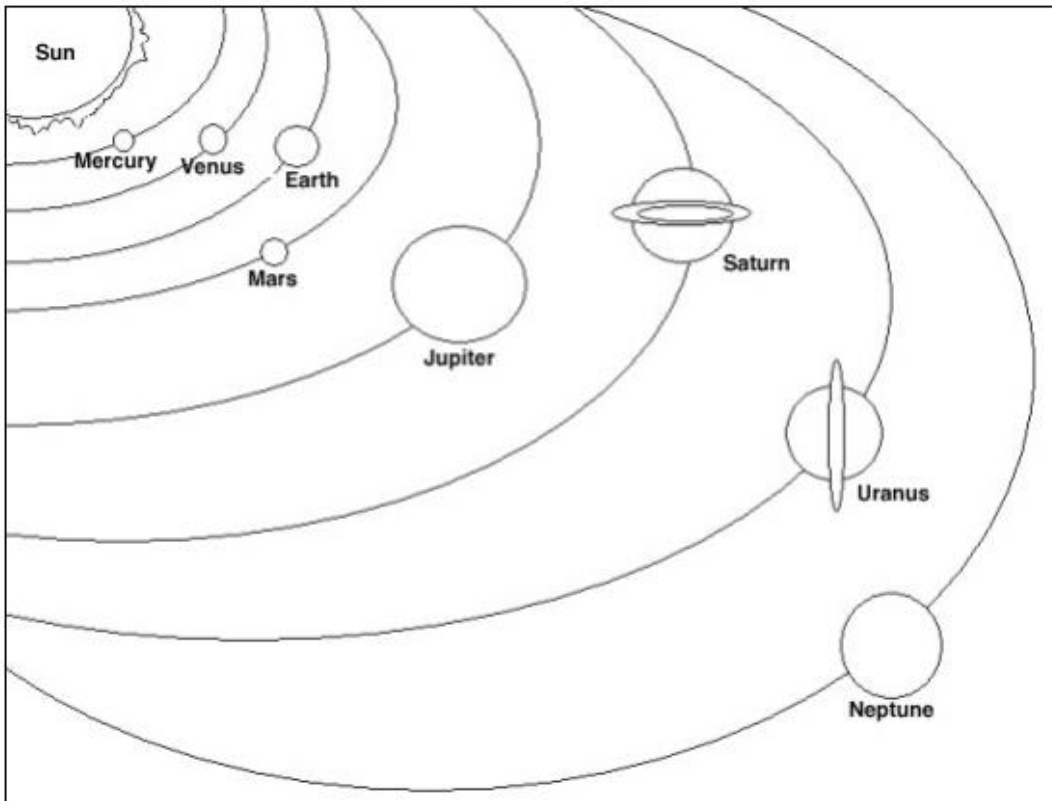 Sun
Mercury
Venus
Earth
Mars
Jupiter
Saturn
Uranus
Neptune